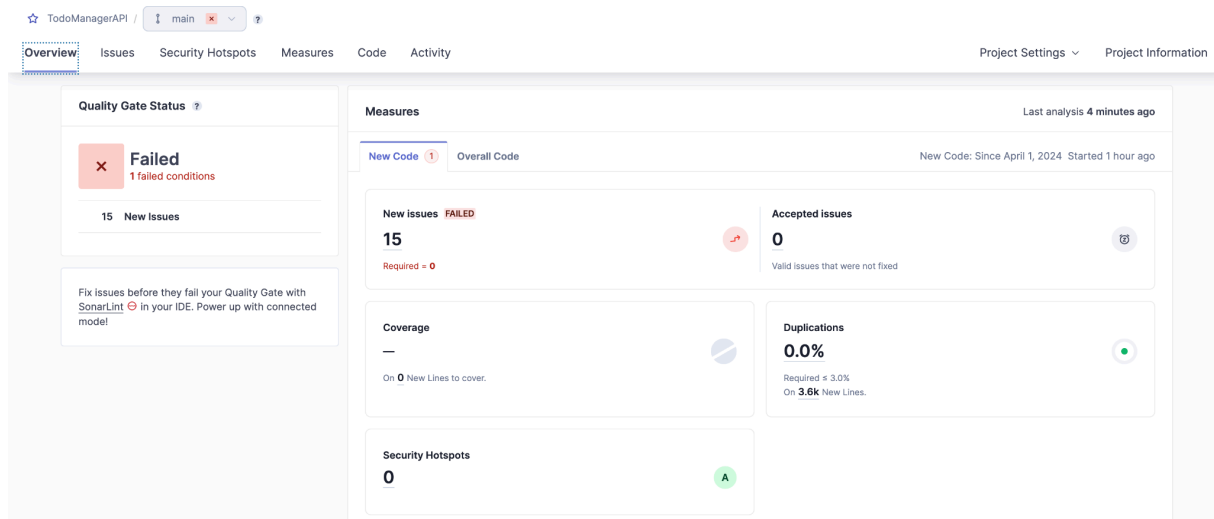 TodoManagerAPI / main ?
Overview Issues Security Hotspots Measures Code Activity Project Settings Project Information
Quality Gate Status ?
Failed
1 failed conditions
15 New Issues
Fix issues before they fail your Quality Gate with
SonarLint in your IDE. Power up with connected
mode!
Measures Last analysis 4 minutes ago
New Code 1 Overall Code New Code: Since April 1, 2024 Started 1 hour ago
New issues FAILED
15
Required = 0
Accepted issues
0
Valid issues that were not fixed
Coverage
—
On 0 New Lines to cover.
Duplications
0.0%
Required ≤ 3.0%
On 3.6k New Lines.
Security Hotspots
0
A